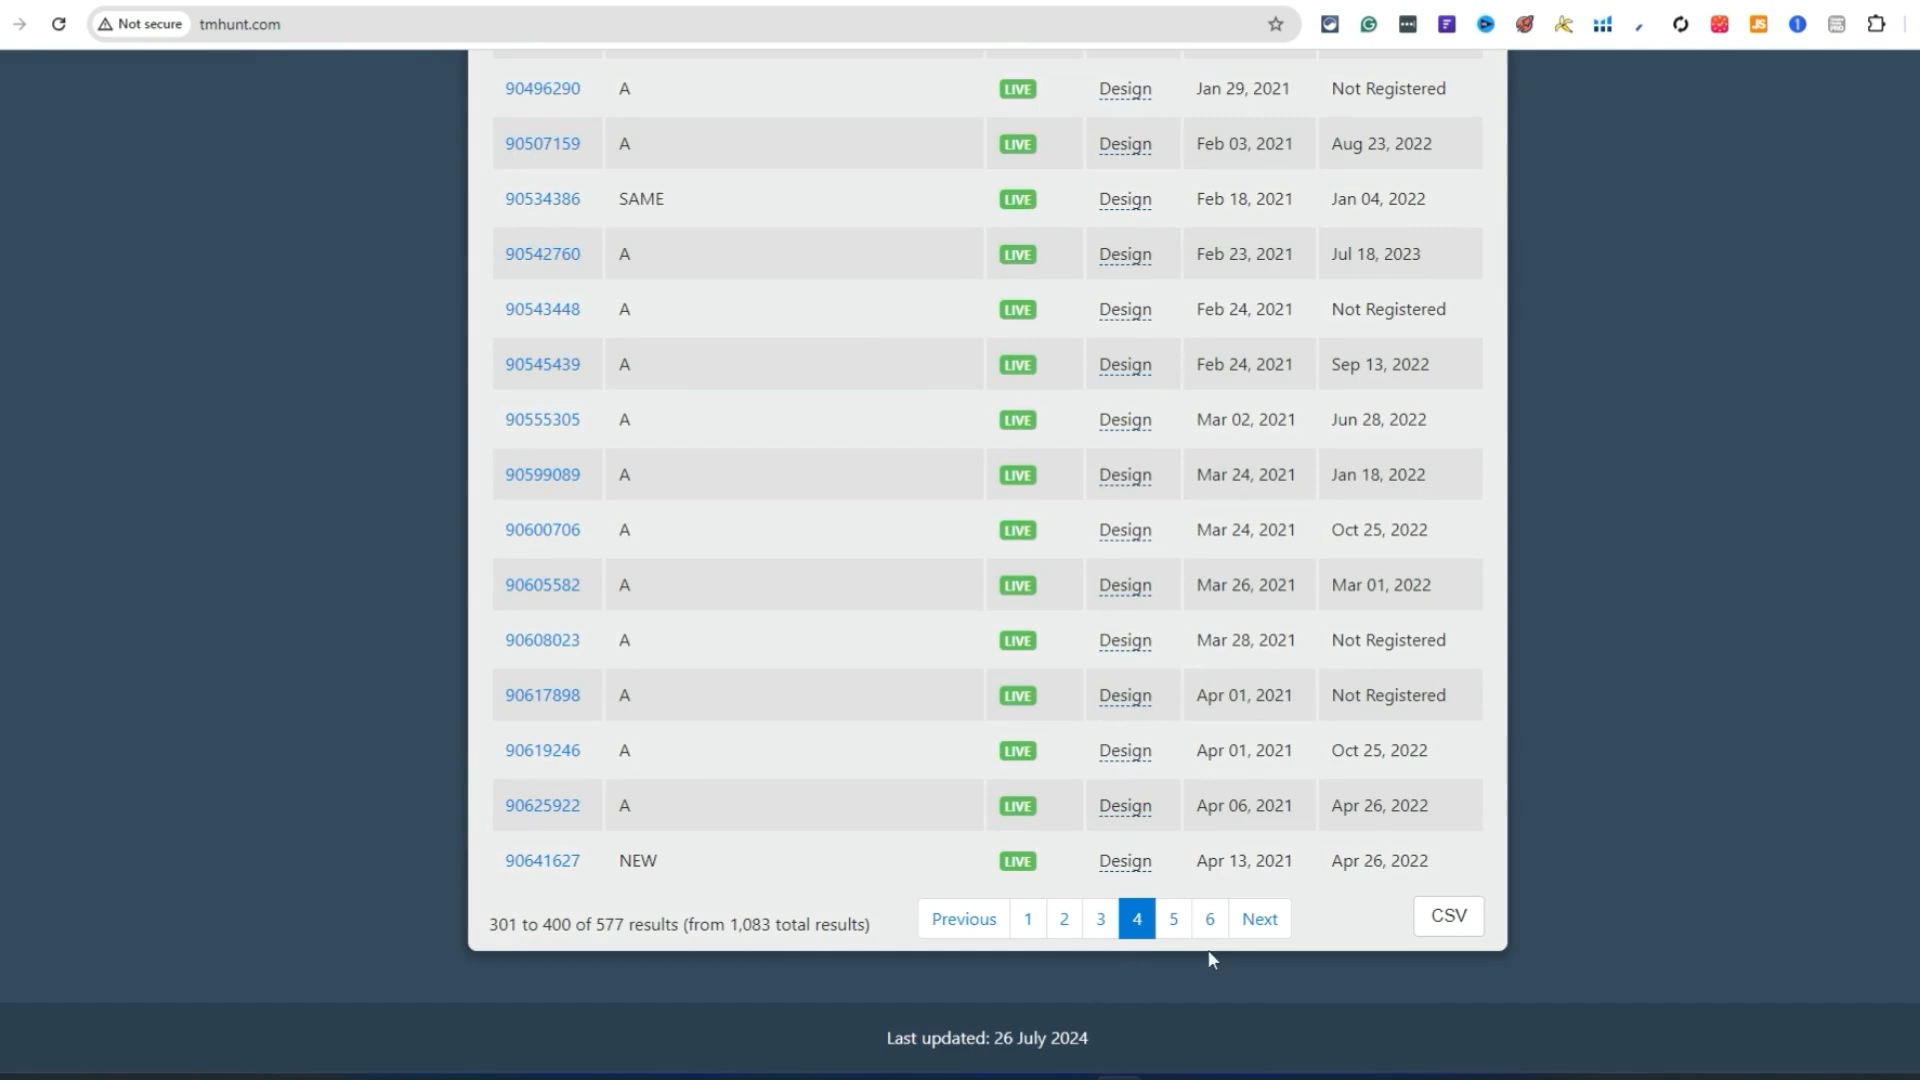 Not secure tmhunt.com
90496290 A LIVE Design Jan 29, 2021 Not Registered
90507159 A LIVE Design Feb 03, 2021 Aug 23, 2022
90534386 SAME LIVE Design Feb 18, 2021 Jan 04, 2022
90542760 A LIVE Design Feb 23, 2021 Jul 18, 2023
90543448 A LIVE Design Feb 24, 2021 Not Registered
90545439 A LIVE Design Feb 24, 2021 Sep 13, 2022
90555305 A LIVE Design Mar 02, 2021 Jun 28, 2022
90599089 A LIVE Design Mar 24, 2021 Jan 18, 2022
90600706 A LIVE Design Mar 24, 2021 Oct 25, 2022
90605582 A LIVE Design Mar 26, 2021 Mar 01, 2022
90608023 A LIVE Design Mar 28, 2021 Not Registered
90617898 A LIVE Design Apr 01, 2021 Not Registered
90619246 A LIVE Design Apr 01, 2021 Oct 25, 2022
90625922 A LIVE Design Apr 06, 2021 Apr 26, 2022
90641627 NEW LIVE Design Apr 13, 2021 Apr 26, 2022
301 to 400 of 577 results (from 1,083 total results) Previous 1 2 3 4 5 6 Next CSV
Last updated: 26 July 2024